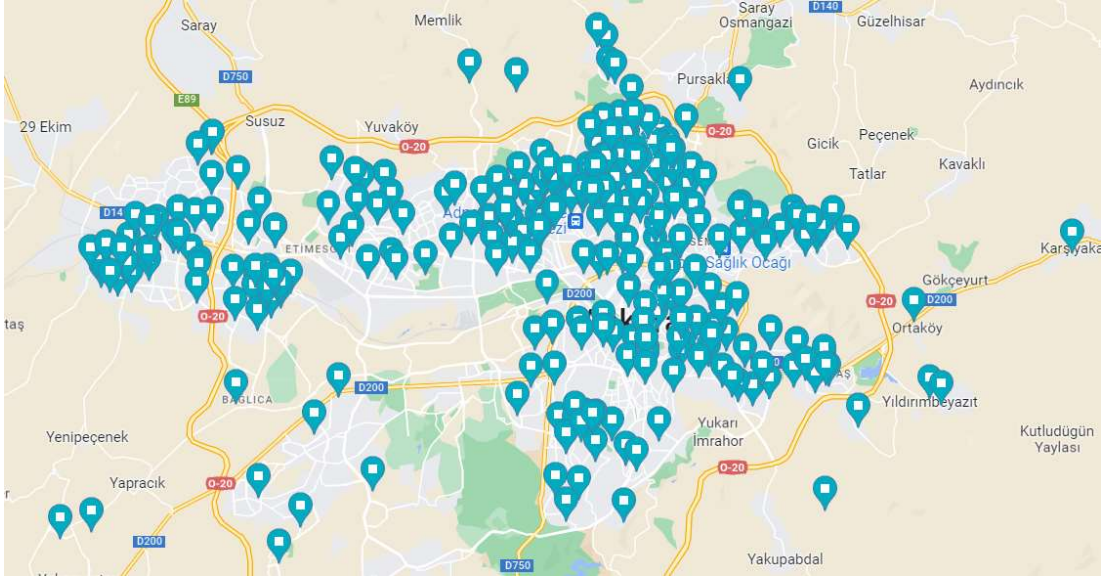 Saray
Memlik
Saray
Osmangazi
D140
Güzelhisar
D750
Pursakla
Aydıncık
E89
29 Ekim
Susuz
Yuvaköy
O-20
O-20
Gicik
Peçenek
Tatlar
Kavaklı
D14
ETİMESG
Sağlık Ocağı
Karşıyaka
Gökçeyurt
D200
O-20
D200
O-20
taş
Ortaköy
D200
BAĞLICA
Yıldırımbeyazıt
Yukarı
İmrahor
Kutludüğün
Yaylası
Yenipeçenek
O-20
Yapracık
O-20
D200
D750
Yakupabdal